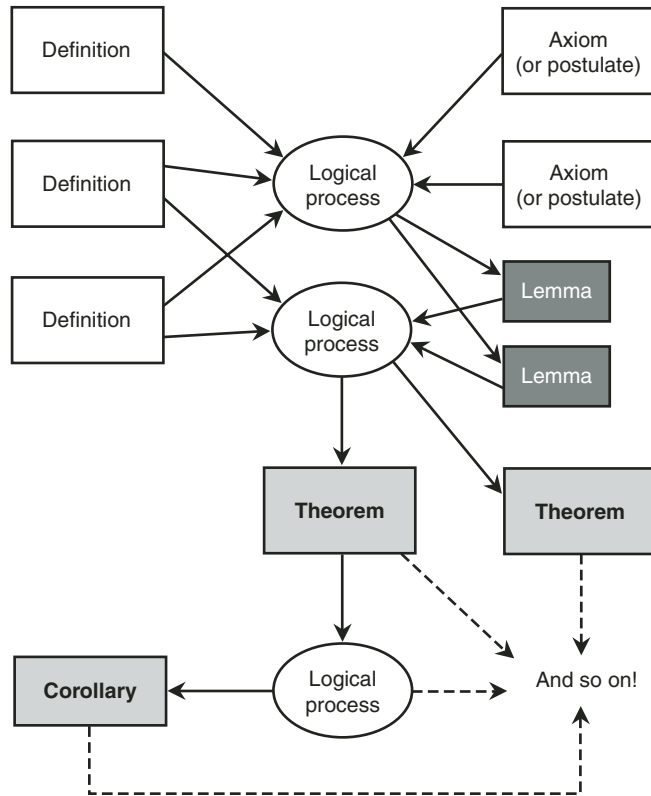 Definition
Axiom
(or postulate)
Definition
Logical
process
Axiom
(or postulate)
Lemma
Definition
Logical
process
Lemma
Theorem
Theorem
Corollary
Logical
process
And so on!